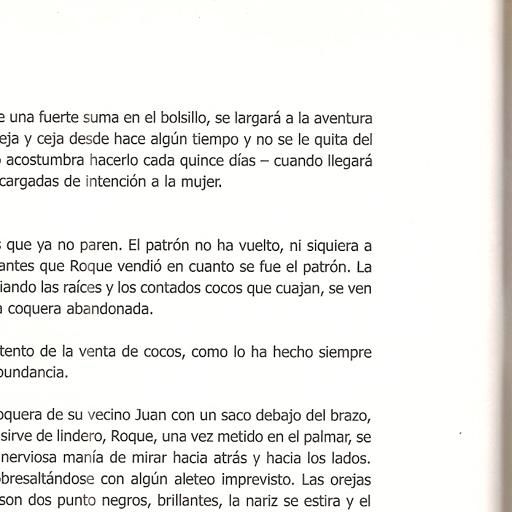 e una fuerte suma en el bolsillo, se largará a la aventura
eja y ceja desde hace algún tiempo y no se le quita del
acostumbra hacerlo cada quince días – cuando llegará
cargadas de intención a la mujer.
s que ya no paren. El patrón no ha vuelto, ni siquiera a
antes que Roque vendió en cuanto se fue el patrón. La
iando las raíces y los contados cocos que cuajan, se ven
a coquera abandonada.
tento de la venta de cocos, como lo ha hecho siempre
bundancia.
oquera de su vecino Juan con un saco debajo del brazo,
sirve de lindero, Roque, una vez metido en el palmar, se
nerviosa manía de mirar hacia atrás y hacia los lados.
obresaltándose con algún aleteo imprevisto. Las orejas
son dos punto negros, brillantes, la nariz se estira y el